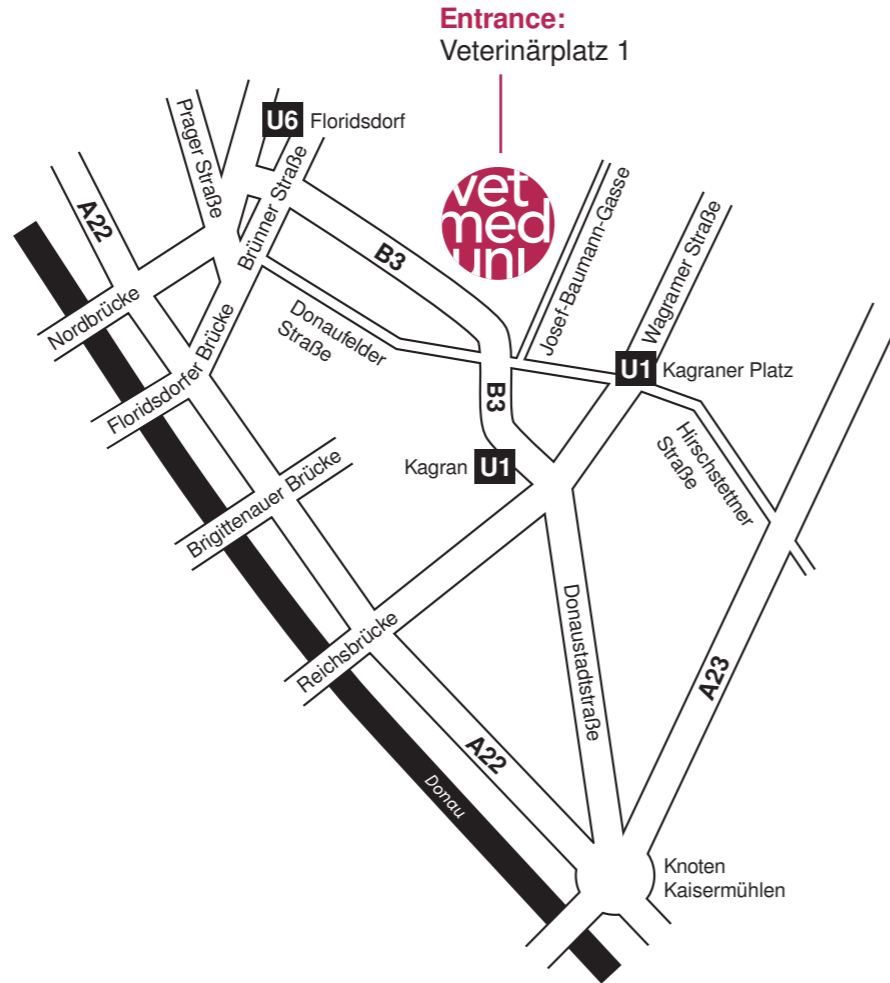 Entrance:
Veterinärplatz 1
U6 Floridsdorf
Prager Straße
Brünner Straße
A22
vet
med
uni
B3
Josef-Baumann-Gasse
Wagramer Straße
Nordbrücke
Donaufelder
Straße
Floridsdorfer Brücke
U1 Kagraner Platz
B3
Hirschstettner
Straße
Kagran U1
Brigittenauer Brücke
Donaustadtstraße
Reichsbrücke
A23
A22
Donau
Knoten
Kaisermühlen